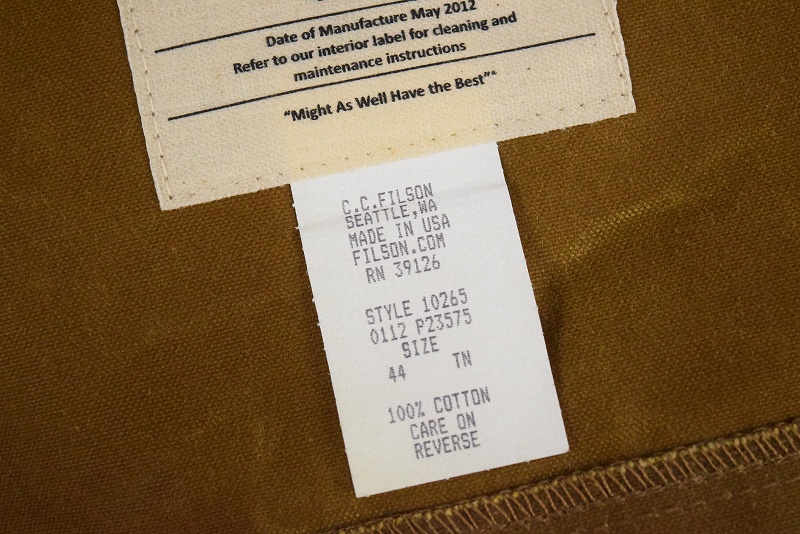 Date of Manufacture May 2012
Refer to our interior label for cleaning and
maintenance instructions
“Might As Well Have the Best”®
C.C.FILSON
SEATTLE,WA
MADE IN USA
FILSON.COM
RN 39126
STYLE 10265
0112 P23575
SIZE
44 TN
100% COTTON
CARE ON
REVERSE